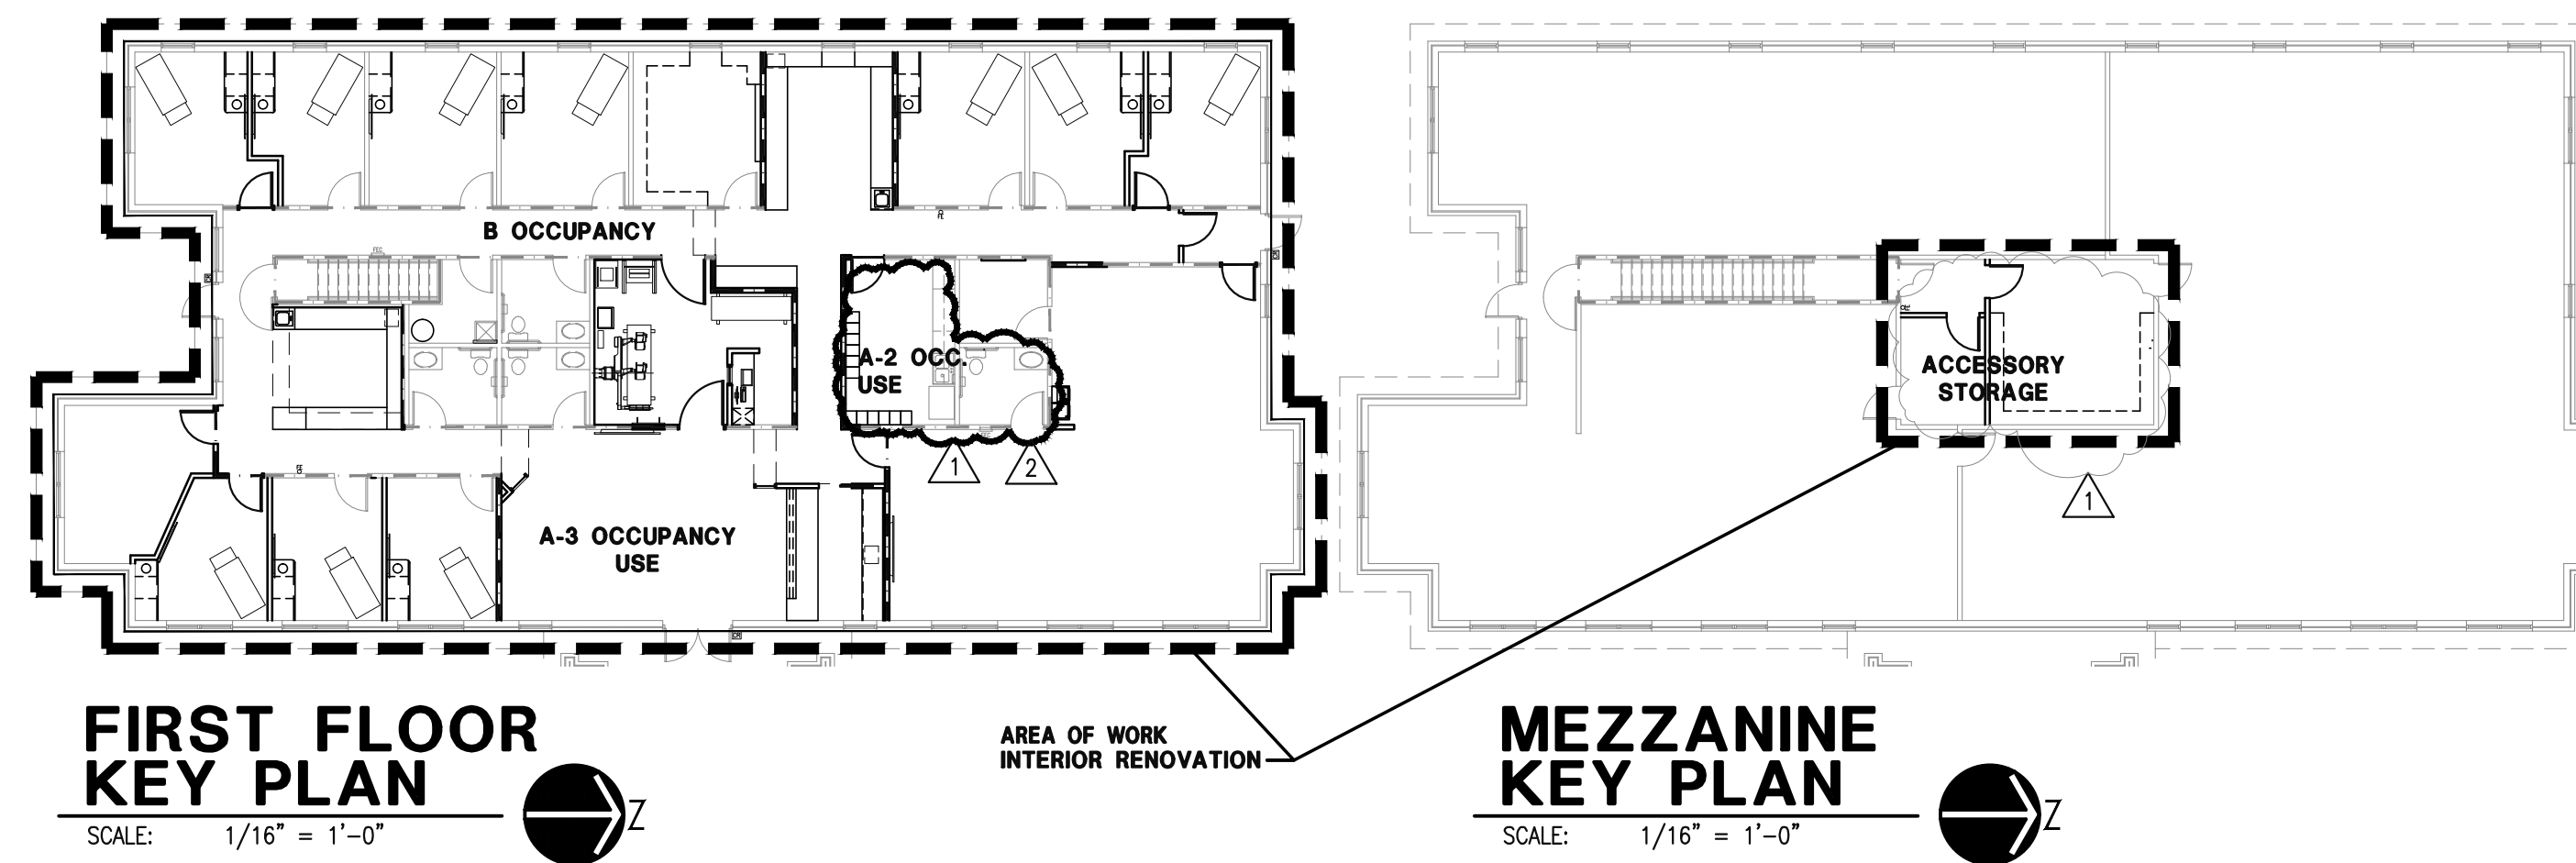 B OCCUPANCY
FEC
A-2 OCC.
USE
1
2
A-3 OCCUPANCY
USE
ACCESSORY
STORAGE
1
FIRST FLOOR
KEY PLAN
SCALE: 1/16" = 1'-0"
Z
AREA OF WORK
INTERIOR RENOVATION
MEZZANINE
KEY PLAN
SCALE: 1/16" = 1'-0"
Z